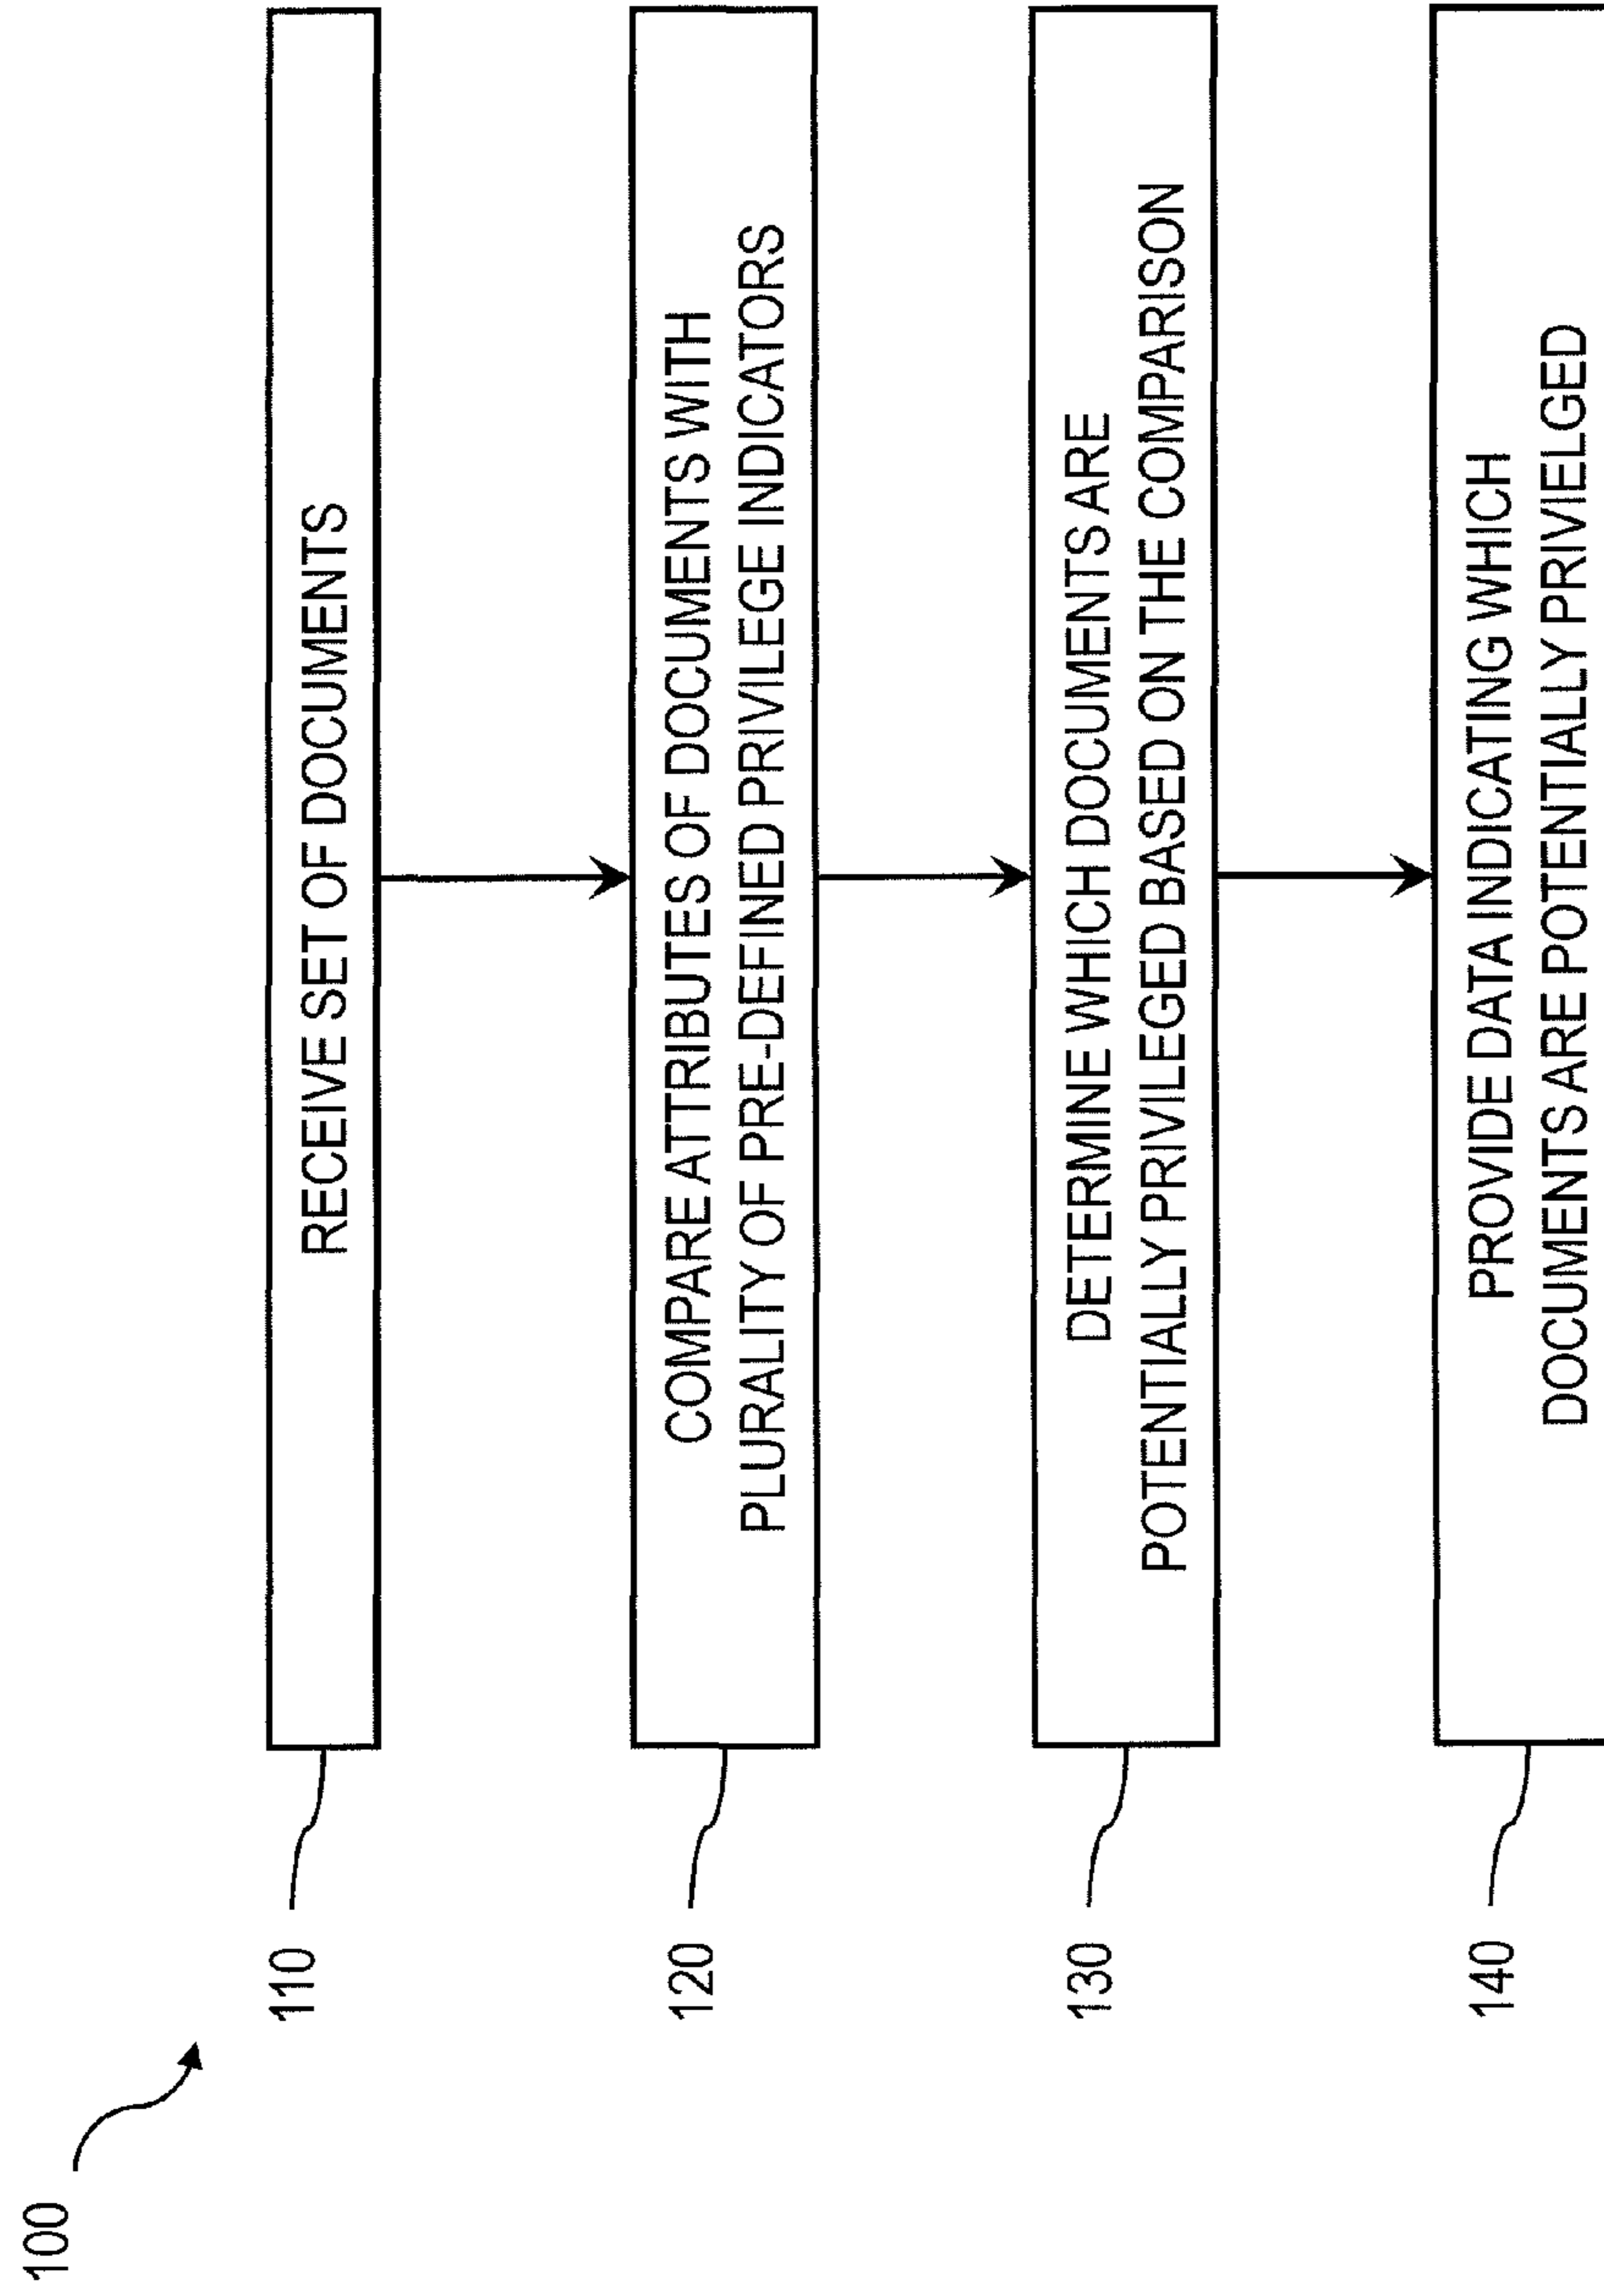 100
110
RECEIVE SET OF DOCUMENTS
120
COMPARE ATTRIBUTES OF DOCUMENTS WITH
PLURALITY OF PRE-DEFINED PRIVILEGE INDICATORS
130
DETERMINE WHICH DOCUMENTS ARE
POTENTIALLY PRIVILEGED BASED ON THE COMPARISON
140
PROVIDE DATA INDICATING WHICH
DOCUMENTS ARE POTENTIALLY PRIVIELGED